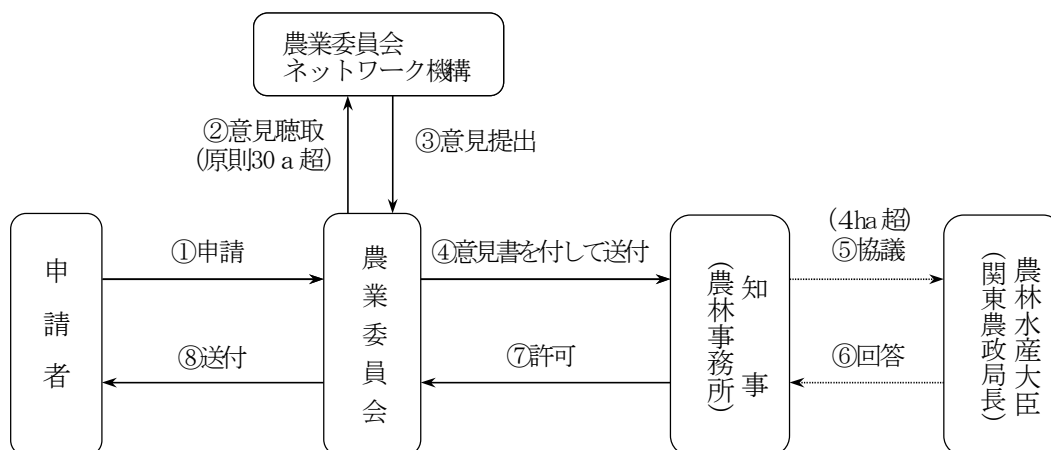 農業委員会
ネットワーク機構
②意見聴取
(原則30ａ超)
③意見提出
申請者
①申請
⑧送付
農業委員会
④意見書を付して送付
⑦許可
知事
(農林事務所)
(4ha超)
⑤協議
⑥回答
農林水産大臣
(関東農政局長)